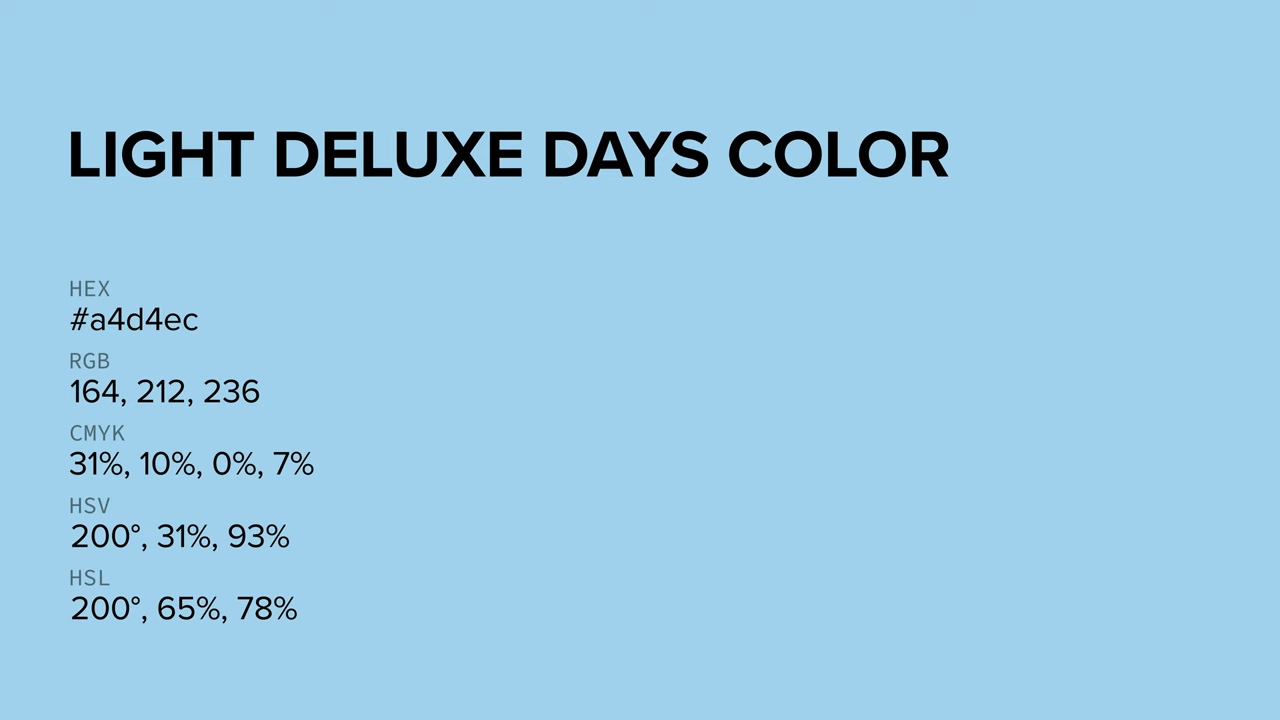 LIGHT DELUXE DAYS COLOR
HEX
#a4d4ec
RGB
164, 212, 236
CMYK
31%, 10%, 0%, 7%
HSV
200°, 31%, 93%
HSL
200°, 65%, 78%